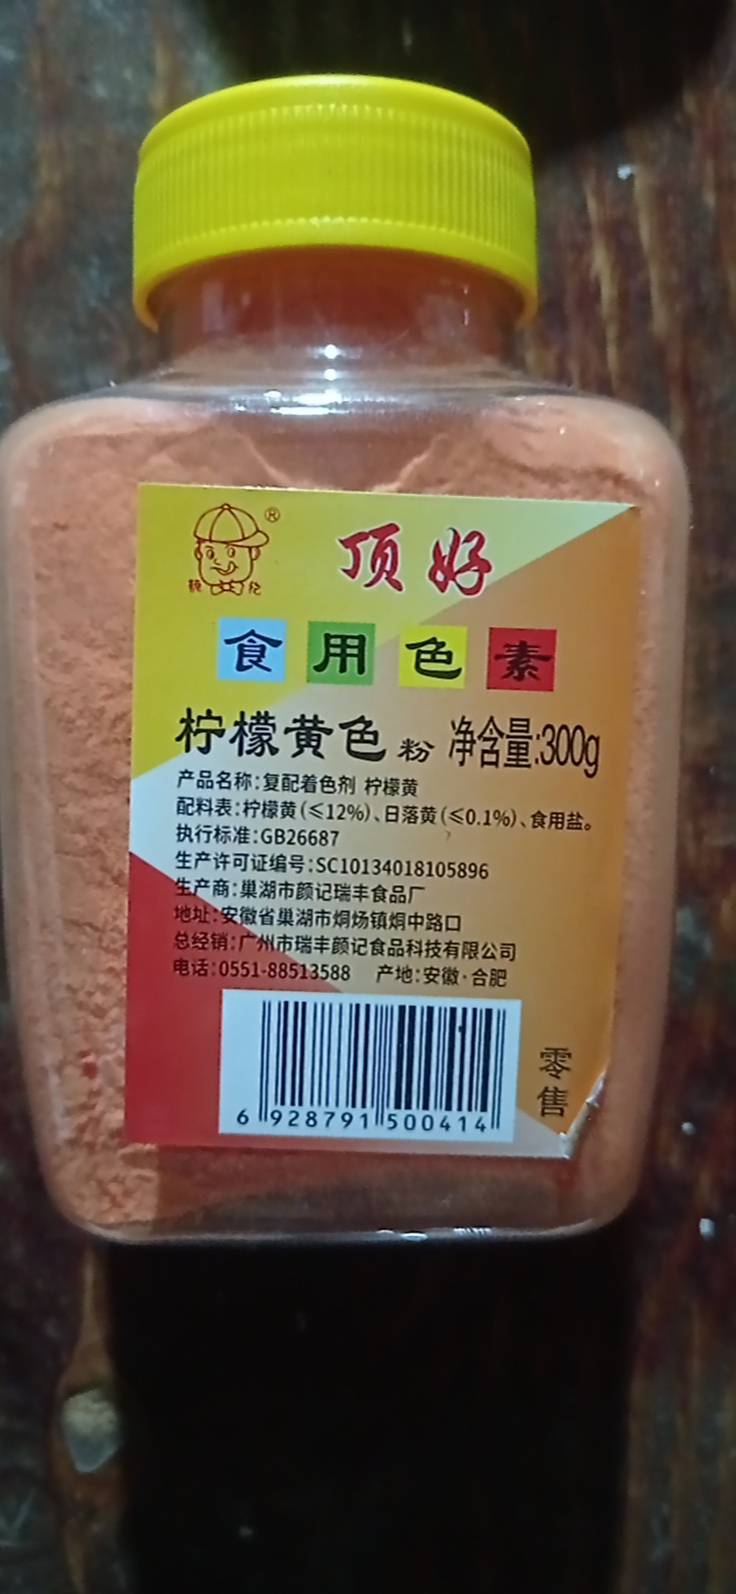 ®
颜伦
顶好
食用色素
柠檬黄色 粉 净含量:300g
产品名称:复配着色剂 柠檬黄
配料表:柠檬黄(≤12%)、日落黄(≤0.1%)、食用盐。
执行标准:GB26687
生产许可证编号:SC10134018105896
生产商:巢湖市颜记瑞丰食品厂
地址:安徽省巢湖市烔炀镇烔中路口
总经销:广州市瑞丰颜记食品科技有限公司
电话:0551-88513588 产地:安徽·合肥
零售
6 928791 500414